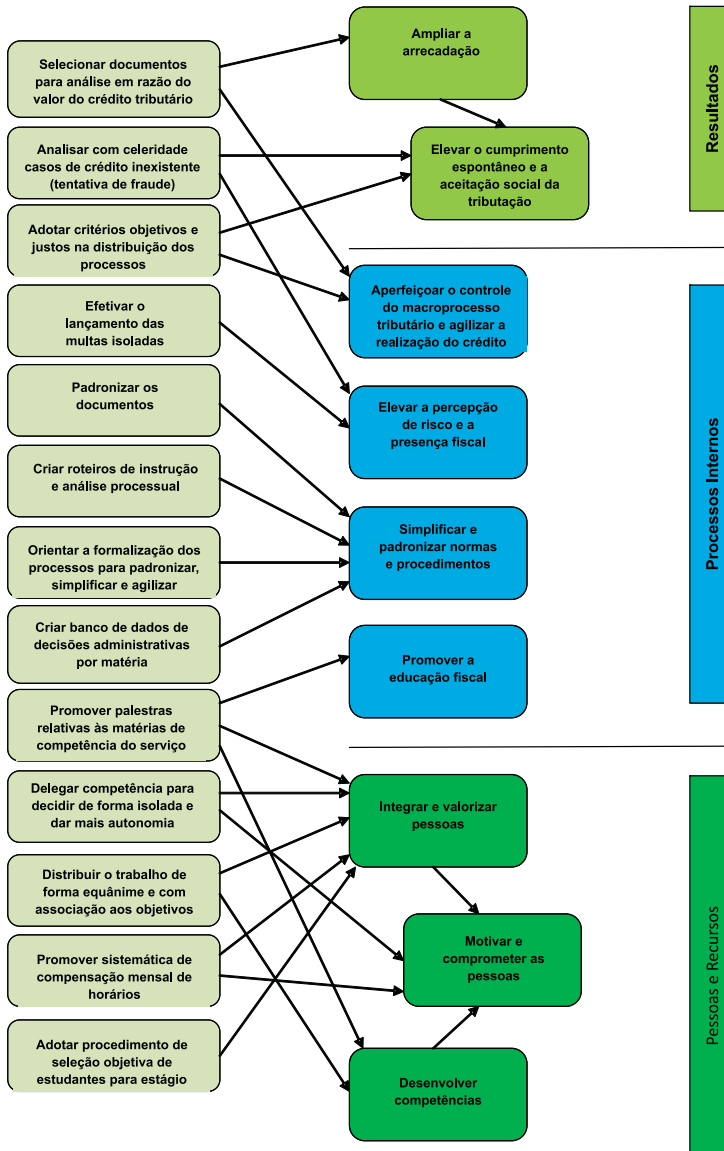 Selecionar documentos
para análise em razão do
valor do crédito tributário
Analisar com celeridade
casos de crédito inexistente
(tentativa de fraude)
Adotar critérios objetivos e
justos na distribuição dos
processos
Efetivar o
lançamento das
multas isoladas
Padronizar os
documentos
Criar roteiros de instrução
e análise processual
Orientar a formalização dos
processos para padronizar,
simplificar e agilizar
Criar banco de dados de
decisões administrativas
por matéria
Promover palestras
relativas às matérias de
competência do serviço
Delegar competência para
decidir de forma isolada e
dar mais autonomia
Distribuir o trabalho de
forma equânime e com
associação aos objetivos
Promover sistemática de
compensação mensal de
horários
Adotar procedimento de
seleção objetiva de
estudantes para estágio
Ampliar a
arrecadação
Elevar o cumprimento
espontâneo e a
aceitação social da
tributação
Aperfeiçoar o controle
do macroprocesso
tributário e agilizar a
realização do crédito
Elevar a percepção
de risco e a
presença fiscal
Simplificar e
padronizar normas
e procedimentos
Promover a
educação fiscal
Integrar e valorizar
pessoas
Motivar e
comprometer as
pessoas
Desenvolver
competências
Resultados
Processos Internos
Pessoas e Recursos